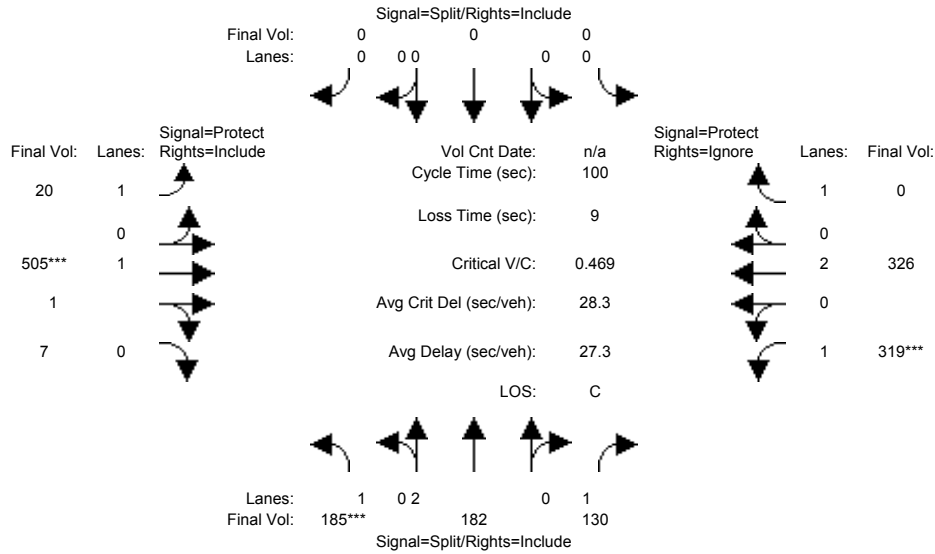 Signal=Split/Rights=Include
Final Vol: 0 0 0
Lanes: 0 0 0 0 0
Signal=Protect Signal=Protect
Final Vol: Lanes: Rights=Include Vol Cnt Date: n/a Rights=Ignore Lanes: Final Vol:
Cycle Time (sec): 100
20 1 1 0
Loss Time (sec): 9
0 0
505*** 1 Critical V/C: 0.469 2 326
1 Avg Crit Del (sec/veh): 28.3 0
7 0 Avg Delay (sec/veh): 27.3 1 319***
LOS: C
Lanes: 1 0 2 0 1
Final Vol: 185*** 182 130
Signal=Split/Rights=Include